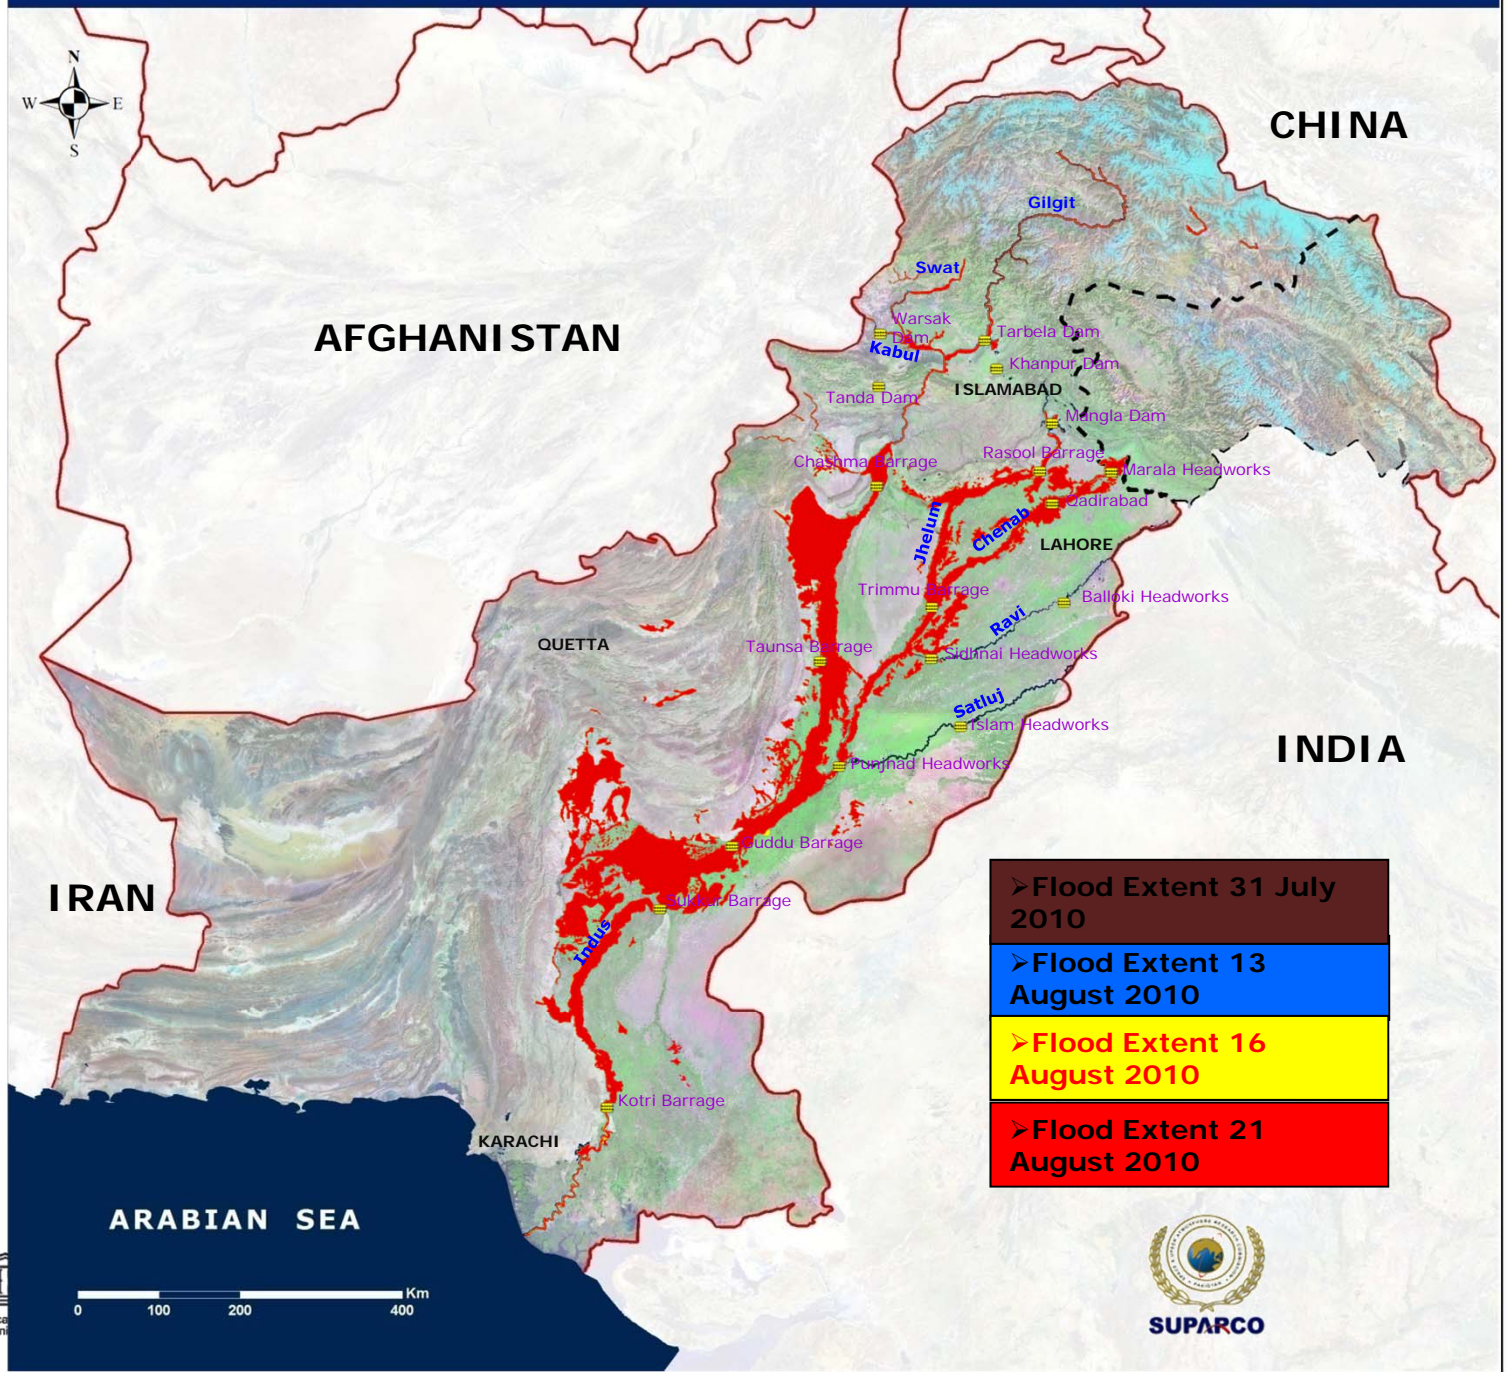 N
W E
S
CHINA
Gilgit
Swat
Warsak
Dam
Tarbela Dam
AFGHANISTAN
Kabul
Khanpur Dam
ISLAMABAD
Tanda Dam
Mangla Dam
Rasool Barrage
Chashma Barrage
Marala Headworks
Qadirabad
Jhelum
Chenab
LAHORE
Trimmu Barrage
Balloki Headworks
Ravi
QUETTA
Taunsa Barrage
Sidhnai Headworks
Satluj
Islam Headworks
INDIA
Punjnad Headworks
Guddu Barrage
IRAN
Sukkur Barrage
Indus
➢Flood Extent 31 July
2010
➢Flood Extent 13
August 2010
➢Flood Extent 16
August 2010
➢Flood Extent 21
August 2010
Kotri Barrage
KARACHI
ARABIAN SEA
Km
0 100 200 400
SUPARCO